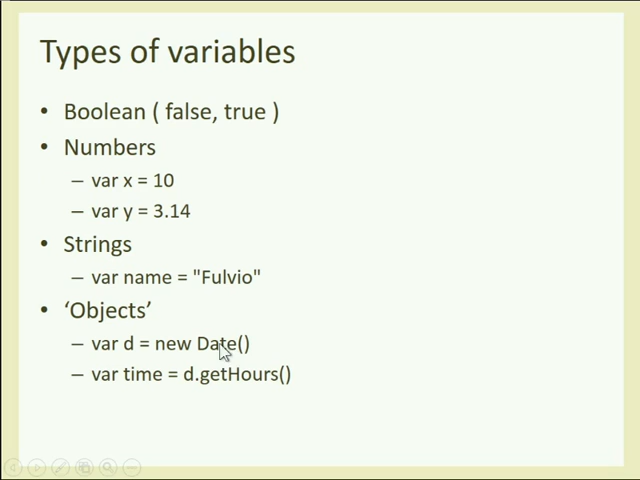 Types of variables
• Boolean ( false, true )
• Numbers
– var x = 10
– var y = 3.14
• Strings
– var name = "Fulvio"
• ‘Objects’
– var d = new Date()
– var time = d.getHours()